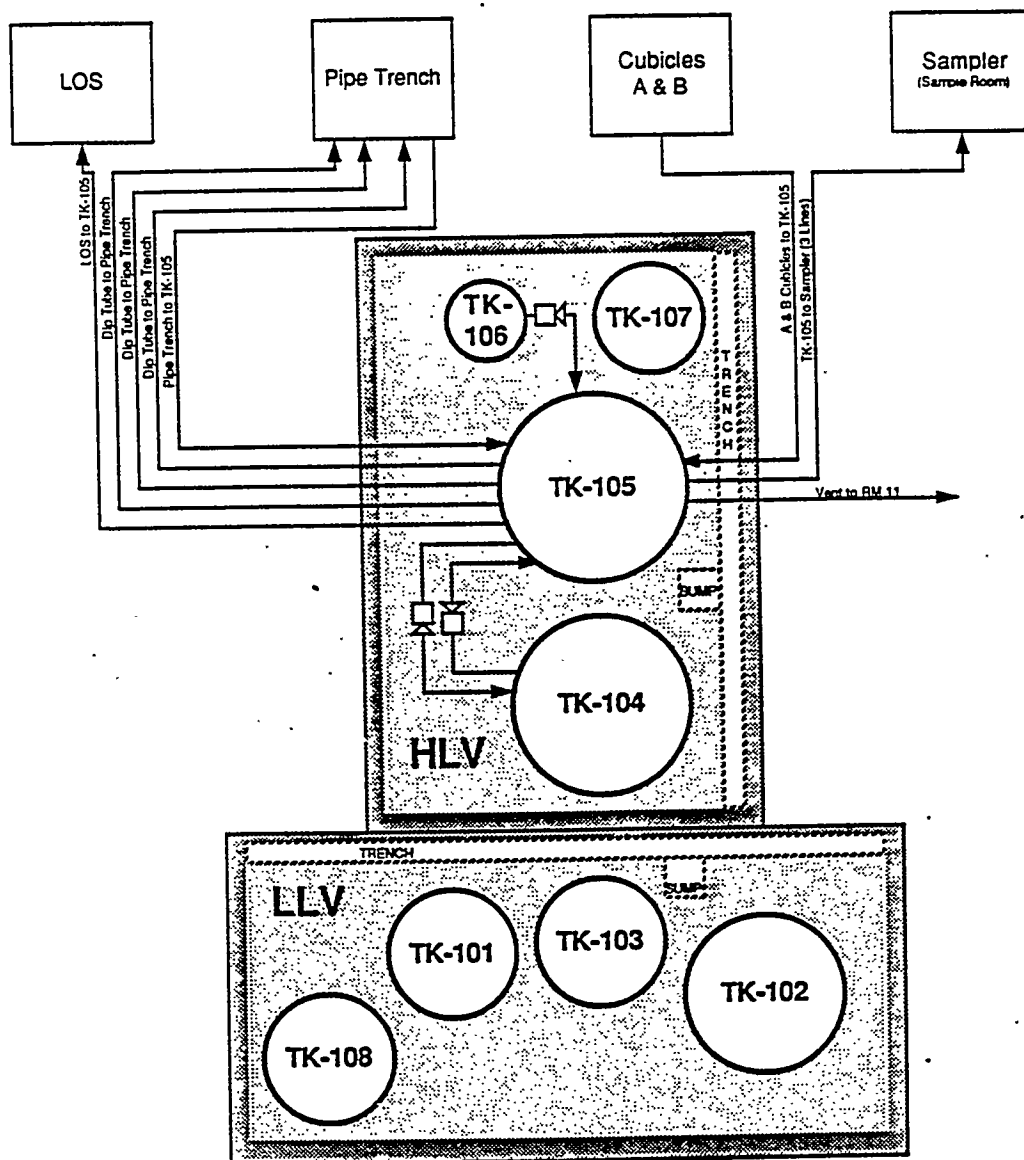 LOS
Pipe Trench
Cubicles
A & B
Sampler
(Sample Room)
LOS to TK-105
Dip Tube to Pipe Trench
Dip Tube to Pipe Trench
Dip Tube to Pipe Trench
Pipe Trench to TK-105
A & B Cubicles to TK-105
TK-105 to Sampler (3 Lines)
TK-
106
TK-107
TRENCH
TK-105
Vent to RM 11
SUMP
TK-104
HLV
TRENCH
LLV
SUMP
TK-101
TK-103
TK-102
TK-108